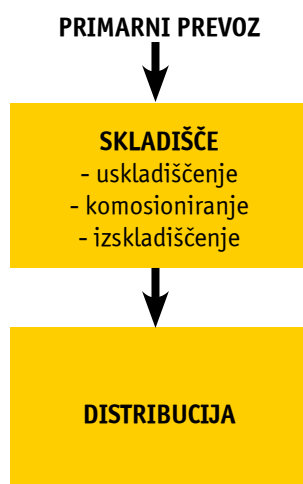 PRIMARNI PREVOZ
SKLADIŠČE
- uskladiščenje
- komosioniranje
- izskladiščenje
DISTRIBUCIJA